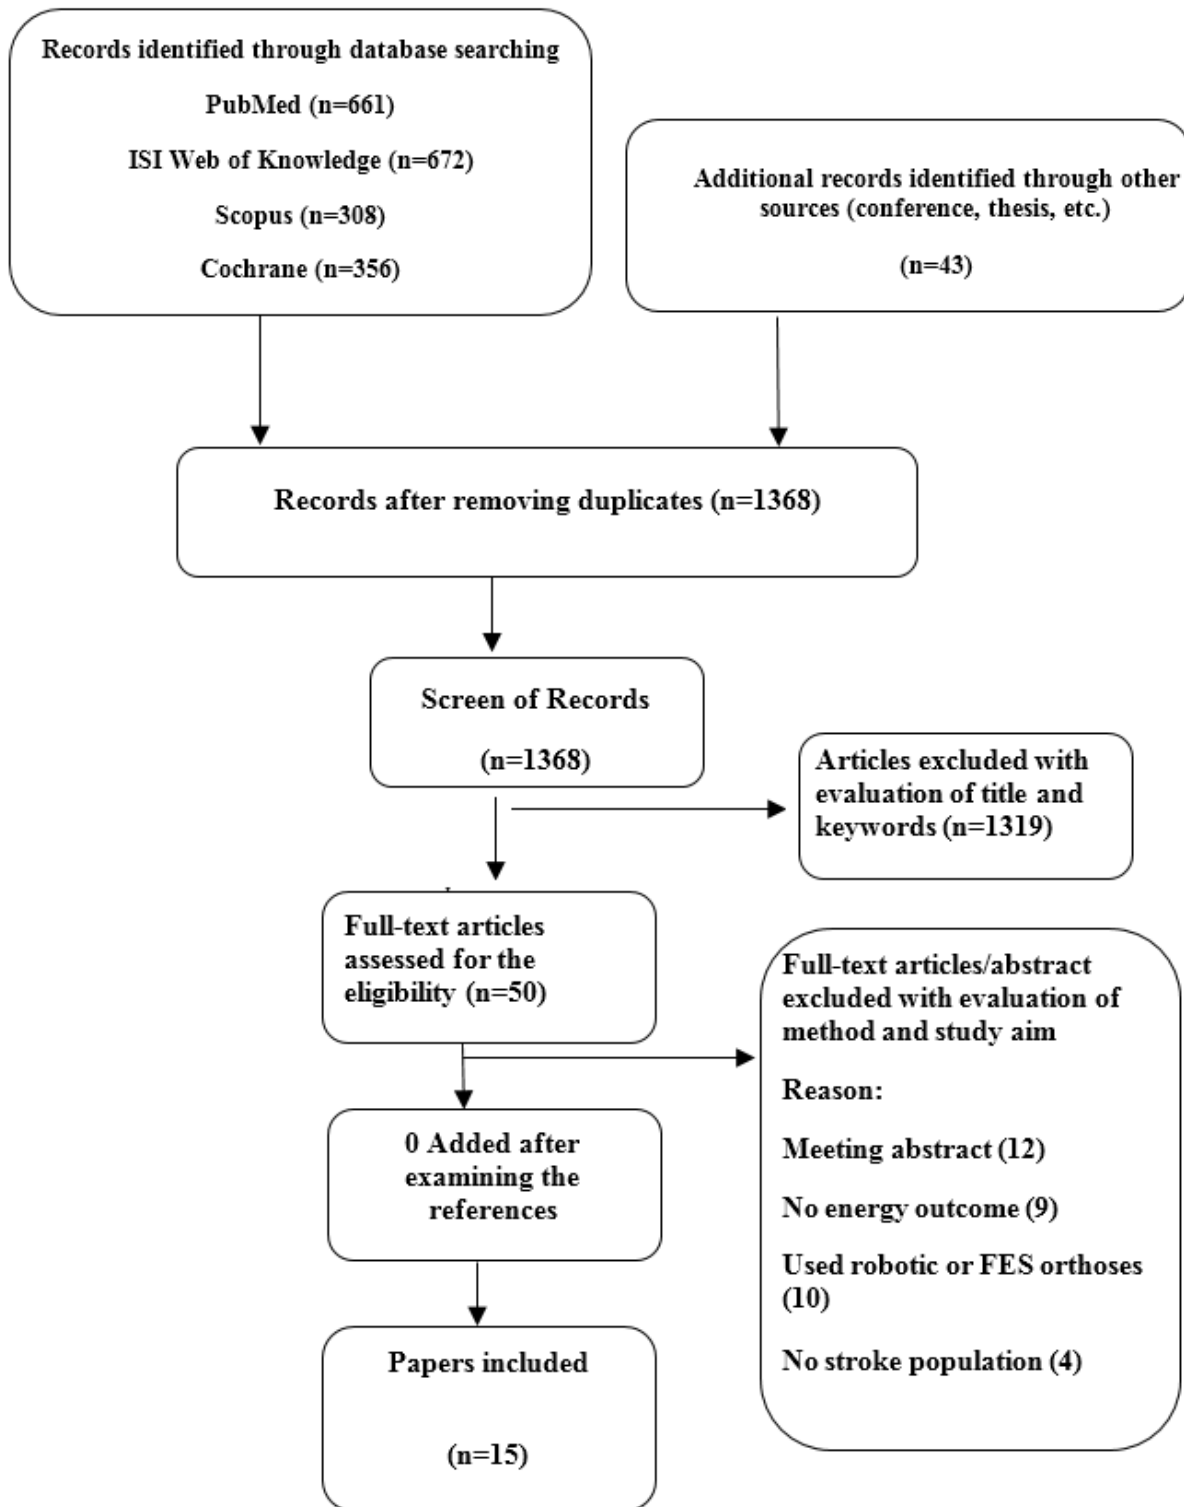 Records identified through database searching
PubMed (n=661)
ISI Web of Knowledge (n=672)
Scopus (n=308)
Cochrane (n=356)
Additional records identified through other
sources (conference, thesis, etc.)
(n=43)
Records after removing duplicates (n=1368)
Screen of Records
(n=1368)
Articles excluded with
evaluation of title and
keywords (n=1319)
Full-text articles
assessed for the
eligibility (n=50)
Full-text articles/abstract
excluded with evaluation of
method and study aim
Reason:
Meeting abstract (12)
No energy outcome (9)
Used robotic or FES orthoses
(10)
No stroke population (4)
0 Added after
examining the
references
Papers included
(n=15)